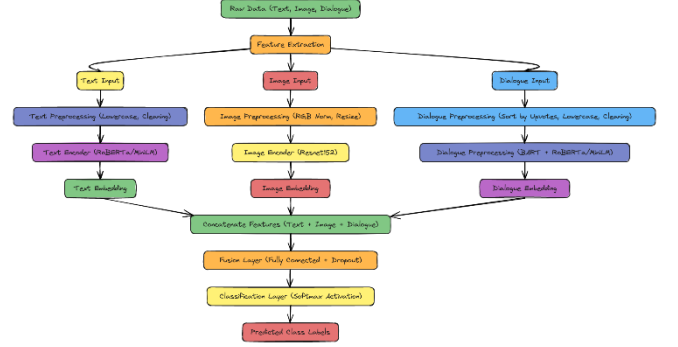 Raw Data (Text, Image, Dialogue)
Feature Extraction
Text Input
Image Input
Dialogue Input
Text Preprocessing (Lowercase, Cleaning)
Image Preprocessing (RGB Norm, Resize)
Dialogue Preprocessing (Sort by Upvotes, Lowercase, Cleaning)
Text Encoder (RoBERTa/MiniLM)
Image Encoder (Resnet152)
Dialogue Preprocessing (BART + RoBERTa/MiniLM)
Text Embedding
Image Embedding
Dialogue Embedding
Concatenate Features (Text + Image + Dialogue)
Fusion Layer (Fully Connected + Dropout)
Classification Layer (Softmax Activation)
Predicted Class Labels